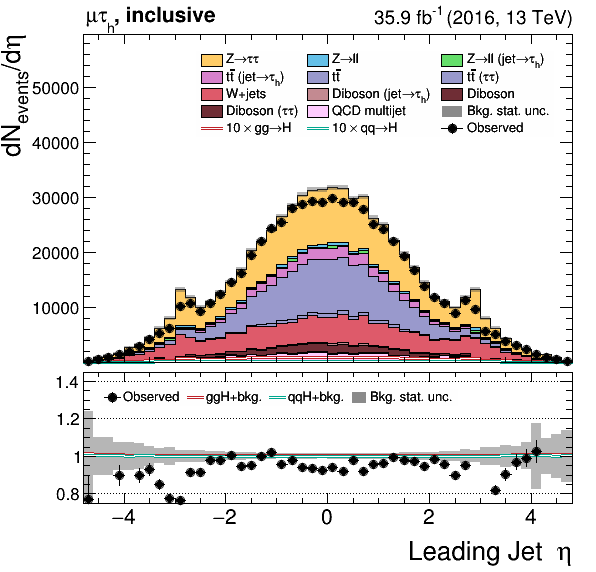 μτh, inclusive
35.9 fb-1 (2016, 13 TeV)
dNevents/dη
Z→ττ
Z→ll
Z→ll (jet→τh)
tt̄ (jet→τh)
tt̄
tt̄ (ττ)
W+jets
Diboson (jet→τh)
Diboson
Diboson (ττ)
QCD multijet
Bkg. stat. unc.
10 × gg→H
10 × qq→H
Observed
50000
40000
30000
20000
10000
Observed
ggH+bkg.
qqH+bkg.
Bkg. stat. unc.
1.4
1.2
1
0.8
−4
−2
0
2
4
Leading Jet η